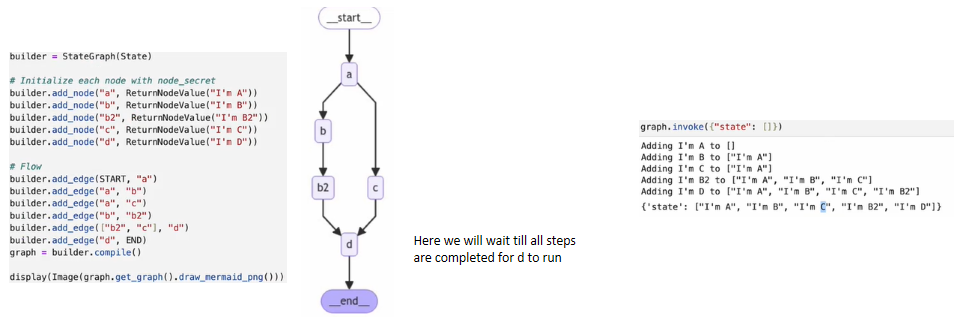 builder = StateGraph(State)
# Initialize each node with node_secret
builder.add_node("a", ReturnNodeValue("I'm A"))
builder.add_node("b", ReturnNodeValue("I'm B"))
builder.add_node("b2", ReturnNodeValue("I'm B2"))
builder.add_node("c", ReturnNodeValue("I'm C"))
builder.add_node("d", ReturnNodeValue("I'm D"))
# Flow
builder.add_edge(START, "a")
builder.add_edge("a", "b")
builder.add_edge("a", "c")
builder.add_edge("b", "b2")
builder.add_edge(["b2", "c"], "d")
builder.add_edge("d", END)
graph = builder.compile()
display(Image(graph.get_graph().draw_mermaid_png()))
__start__
a
b
b2
c
d
__end__
Here we will wait till all steps
are completed for d to run
graph.invoke({"state": []})
Adding I'm A to []
Adding I'm B to ["I'm A"]
Adding I'm C to ["I'm A"]
Adding I'm B2 to ["I'm A", "I'm B", "I'm C"]
Adding I'm D to ["I'm A", "I'm B", "I'm C", "I'm B2"]
{'state': ["I'm A", "I'm B", "I'm C", "I'm B2", "I'm D"]}